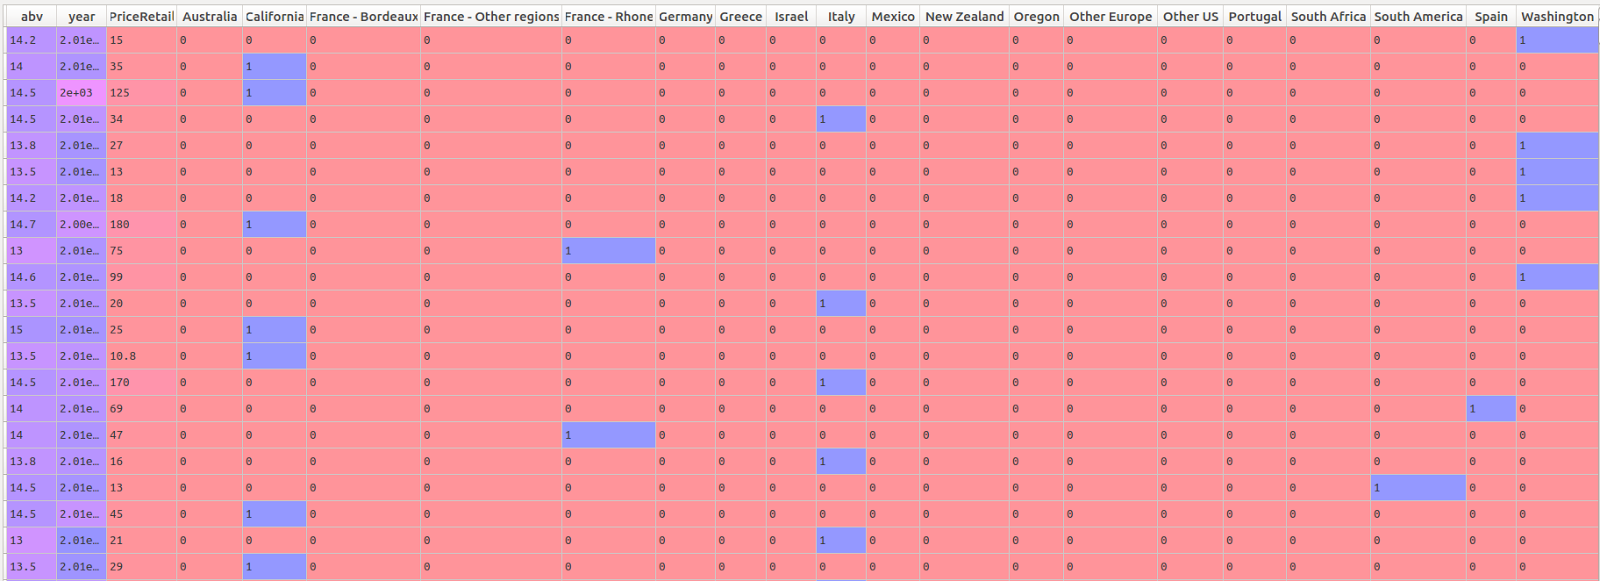 abv year PriceRetail Australia California France - Bordeaux France - Other regions France - Rhone Germany Greece Israel Italy Mexico New Zealand Oregon Other Europe Other US Portugal South Africa South America Spain Washington
14.2 2.01e... 15 0 0 0 0 0 0 0 0 0 0 0 0 0 0 0 0 0 0 1
14 2.01e... 35 0 1 0 0 0 0 0 0 0 0 0 0 0 0 0 0 0 0 0
14.5 2e+03 125 0 1 0 0 0 0 0 0 0 0 0 0 0 0 0 0 0 0 0
14.5 2.01e... 34 0 0 0 0 0 0 0 0 1 0 0 0 0 0 0 0 0 0 0
13.8 2.01e... 27 0 0 0 0 0 0 0 0 0 0 0 0 0 0 0 0 0 0 1
13.5 2.01e... 13 0 0 0 0 0 0 0 0 0 0 0 0 0 0 0 0 0 0 1
14.2 2.01e... 18 0 0 0 0 0 0 0 0 0 0 0 0 0 0 0 0 0 0 1
14.7 2.00e... 180 0 1 0 0 0 0 0 0 0 0 0 0 0 0 0 0 0 0 0
13 2.01e... 75 0 0 0 0 1 0 0 0 0 0 0 0 0 0 0 0 0 0 0
14.6 2.01e... 99 0 0 0 0 0 0 0 0 0 0 0 0 0 0 0 0 0 0 1
13.5 2.01e... 20 0 0 0 0 0 0 0 0 1 0 0 0 0 0 0 0 0 0 0
15 2.01e... 25 0 1 0 0 0 0 0 0 0 0 0 0 0 0 0 0 0 0 0
13.5 2.01e... 10.8 0 1 0 0 0 0 0 0 0 0 0 0 0 0 0 0 0 0 0
14.5 2.01e... 170 0 0 0 0 0 0 0 0 1 0 0 0 0 0 0 0 0 0 0
14 2.01e... 69 0 0 0 0 0 0 0 0 0 0 0 0 0 0 0 0 0 1 0
14 2.01e... 47 0 0 0 0 1 0 0 0 0 0 0 0 0 0 0 0 0 0 0
13.8 2.01e... 16 0 0 0 0 0 0 0 0 1 0 0 0 0 0 0 0 0 0 0
14.5 2.01e... 13 0 0 0 0 0 0 0 0 0 0 0 0 0 0 0 0 1 0 0
14.5 2.01e... 45 0 1 0 0 0 0 0 0 0 0 0 0 0 0 0 0 0 0 0
13 2.01e... 21 0 0 0 0 0 0 0 0 1 0 0 0 0 0 0 0 0 0 0
13.5 2.01e... 29 0 1 0 0 0 0 0 0 0 0 0 0 0 0 0 0 0 0 0